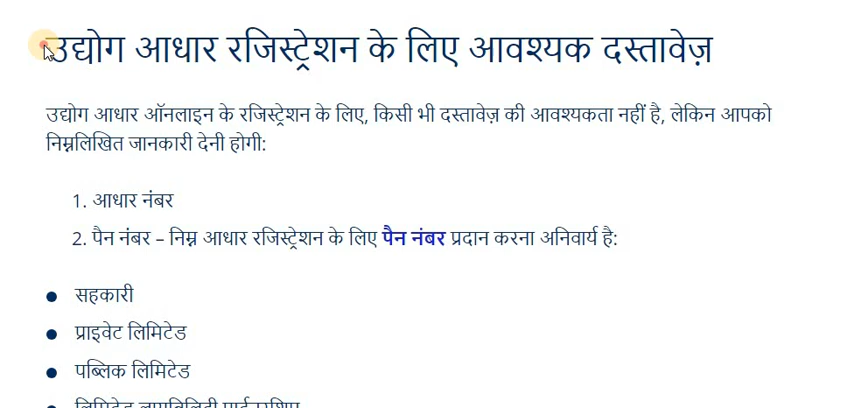 उद्योग आधार रजिस्ट्रेशन के लिए आवश्यक दस्तावेज़
उद्योग आधार ऑनलाइन के रजिस्ट्रेशन के लिए, किसी भी दस्तावेज़ की आवश्यकता नहीं है, लेकिन आपको
निम्नलिखित जानकारी देनी होगी:
1. आधार नंबर
2. पैन नंबर – निम्न आधार रजिस्ट्रेशन के लिए पैन नंबर प्रदान करना अनिवार्य है:
सहकारी
प्राइवेट लिमिटेड
पब्लिक लिमिटेड